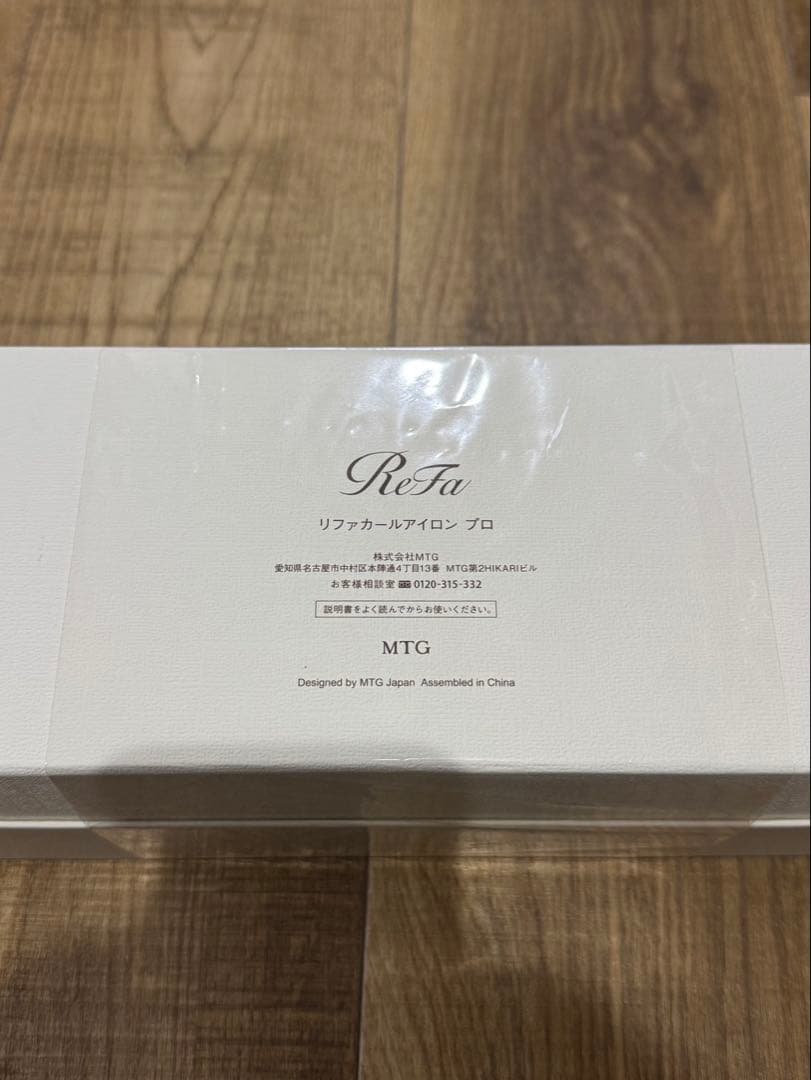 ReFa
リファカールアイロン プロ
株式会社MTG
愛知県名古屋市中村区本陣通4丁目13番 MTG第2HIKARIビル
お客様相談室 0120-315-332
説明書をよく読んでからお使いください。
MTG
Designed by MTG Japan Assembled in China